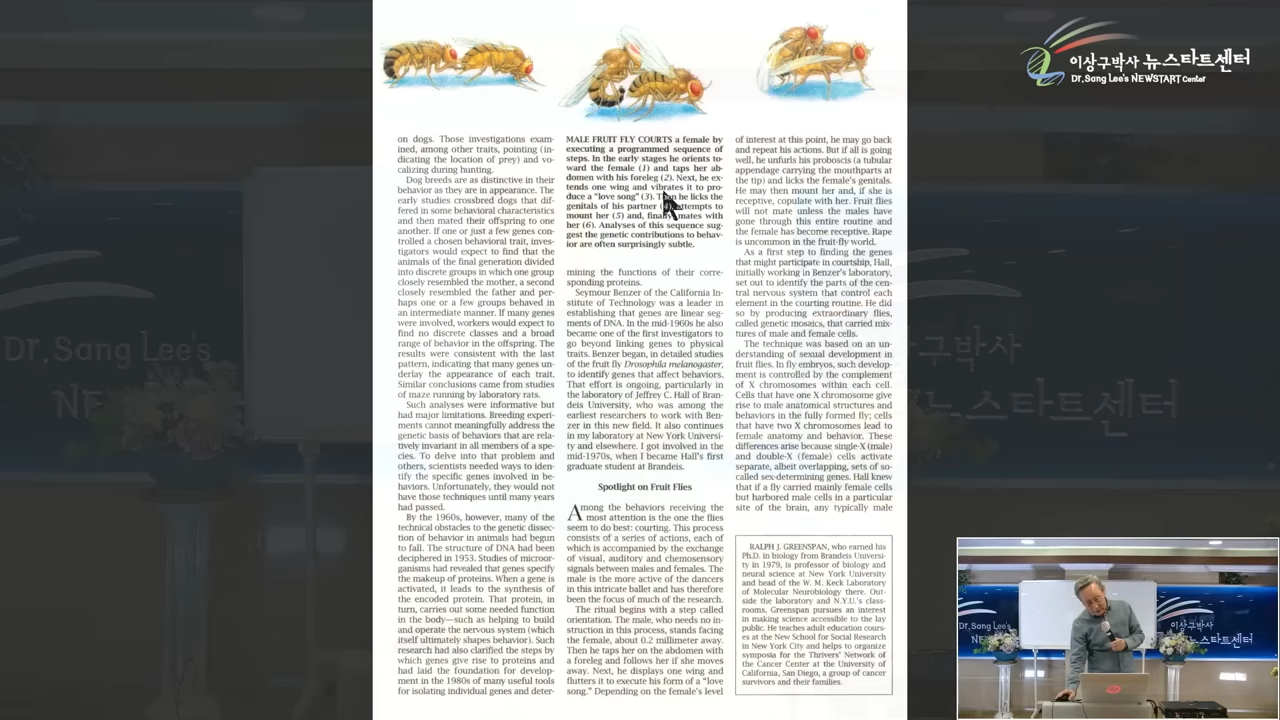 on dogs. Those investigations exam-
ined, among other traits, pointing (in-
dicating the location of prey) and vo-
calizing during hunting.
Dog breeds are as distinctive in their
behavior as they are in appearance. The
early studies crossbred dogs that dif-
fered in some behavioral characteristics
and then mated their offspring to one
another. If one or just a few genes con-
trolled a chosen behavioral trait, inves-
tigators would expect to find that the
animals of the final generation divided
into discrete groups in which one group
closely resembled the mother, a second
closely resembled the father and per-
haps one or a few groups behaved in
an intermediate manner. If many genes
were involved, workers would expect to
find no discrete classes and a broad
range of behavior in the offspring. The
results were consistent with the last
pattern, indicating that many genes un-
derlay the appearance of each trait.
Similar conclusions came from studies
of maze running by laboratory rats.
Such analyses were informative but
had major limitations. Breeding experi-
ments cannot meaningfully address the
genetic basis of behaviors that are rela-
tively invariant in all members of a spe-
cies. To delve into that problem and
others, scientists needed ways to iden-
tify the specific genes involved in be-
haviors. Unfortunately, they would not
have those techniques until many years
had passed.
By the 1960s, however, many of the
technical obstacles to the genetic dissec-
tion of behavior in animals had begun
to fall. The structure of DNA had been
deciphered in 1953. Studies of microor-
ganisms had revealed that genes specify
the makeup of proteins. When a gene is
activated, it leads to the synthesis of
the encoded protein. That protein, in
turn, carries out some needed function
in the body—such as helping to build
and operate the nervous system (which
itself ultimately shapes behavior). Such
research had also clarified the steps by
which genes give rise to proteins and
had laid the foundation for develop-
ment in the 1980s of many useful tools
for isolating individual genes and deter-
MALE FRUIT FLY COURTS a female by
executing a programmed sequence of
steps. In the early stages he orients to-
ward the female (1) and taps her ab-
domen with his foreleg (2). Next, he ex-
tends one wing and vibrates it to pro-
duce a "love song" (3). he licks the
genitals of his partner attempts to
mount her (5) and, mates with
her (6). Analyses of this sequence sug-
gest the genetic contributions to behav-
ior are often surprisingly subtle.
mining the functions of their corre-
sponding proteins.
Seymour Benzer of the California In-
stitute of Technology was a leader in
establishing that genes are linear seg-
ments of DNA. In the mid-1960s he also
became one of the first investigators to
go beyond linking genes to physical
traits. Benzer began, in detailed studies
of the fruit fly Drosophila melanogaster,
to identify genes that affect behaviors.
That effort is ongoing, particularly in
the laboratory of Jeffrey C. Hall of Bran-
deis University, who was among the
earliest researchers to work with Ben-
zer in this new field. It also continues
in my laboratory at New York Universi-
ty and elsewhere. I got involved in the
mid-1970s, when I became Hall's first
graduate student at Brandeis.
Spotlight on Fruit Flies
Among the behaviors receiving the
most attention is the one the flies
seem to do best: courting. This process
consists of a series of actions, each of
which is accompanied by the exchange
of visual, auditory and chemosensory
signals between males and females. The
male is the more active of the dancers
in this intricate ballet and has therefore
been the focus of much of the research.
The ritual begins with a step called
orientation. The male, who needs no in-
struction in this process, stands facing
the female, about 0.2 millimeter away.
Then he taps her on the abdomen with
a foreleg and follows her if she moves
away. Next, he displays one wing and
flutters it to execute his form of a "love
song." Depending on the female's level
of interest at this point, he may go back
and repeat his actions. But if all is going
well, he unfurls his proboscis (a tubular
appendage carrying the mouthparts at
the tip) and licks the female's genitals.
He may then mount her and, if she is
receptive, copulate with her. Fruit flies
will not mate unless the males have
gone through this entire routine and
the female has become receptive. Rape
is uncommon in the fruit-fly world.
As a first step to finding the genes
that might participate in courtship, Hall,
initially working in Benzer's laboratory,
set out to identify the parts of the cen-
tral nervous system that control each
element in the courting routine. He did
so by producing extraordinary flies,
called genetic mosaics, that carried mix-
tures of male and female cells.
The technique was based on an un-
derstanding of sexual development in
fruit flies. In fly embryos, such develop-
ment is controlled by the complement
of X chromosomes within each cell.
Cells that have one X chromosome give
rise to male anatomical structures and
behaviors in the fully formed fly; cells
that have two X chromosomes lead to
female anatomy and behavior. These
differences arise because single-X (male)
and double-X (female) cells activate
separate, albeit overlapping, sets of so-
called sex-determining genes. Hall knew
that if a fly carried mainly female cells
but harbored male cells in a particular
site of the brain, any typically male
RALPH J. GREENSPAN, who earned his
Ph.D. in biology from Brandeis Universi-
ty in 1979, is professor of biology and
neural science at New York University
and head of the W. M. Keck Laboratory
of Molecular Neurobiology there. Out-
side the laboratory and N.Y.U.'s class-
rooms, Greenspan pursues an interest
in making science accessible to the lay
public. He teaches adult education cours-
es at the New School for Social Research
in New York City and helps to organize
symposia for the Thrivers' Network of
the Cancer Center at the University of
California, San Diego, a group of cancer
survivors and their families.
이상구박사 뉴스타트센터
Dr. Sang Lee's NEWSTART Center
Dr.Sang Lee's
NE
구박사
뉴스타트센터
Dr.Sang Lee's
이상구박사
뉴스타트센터